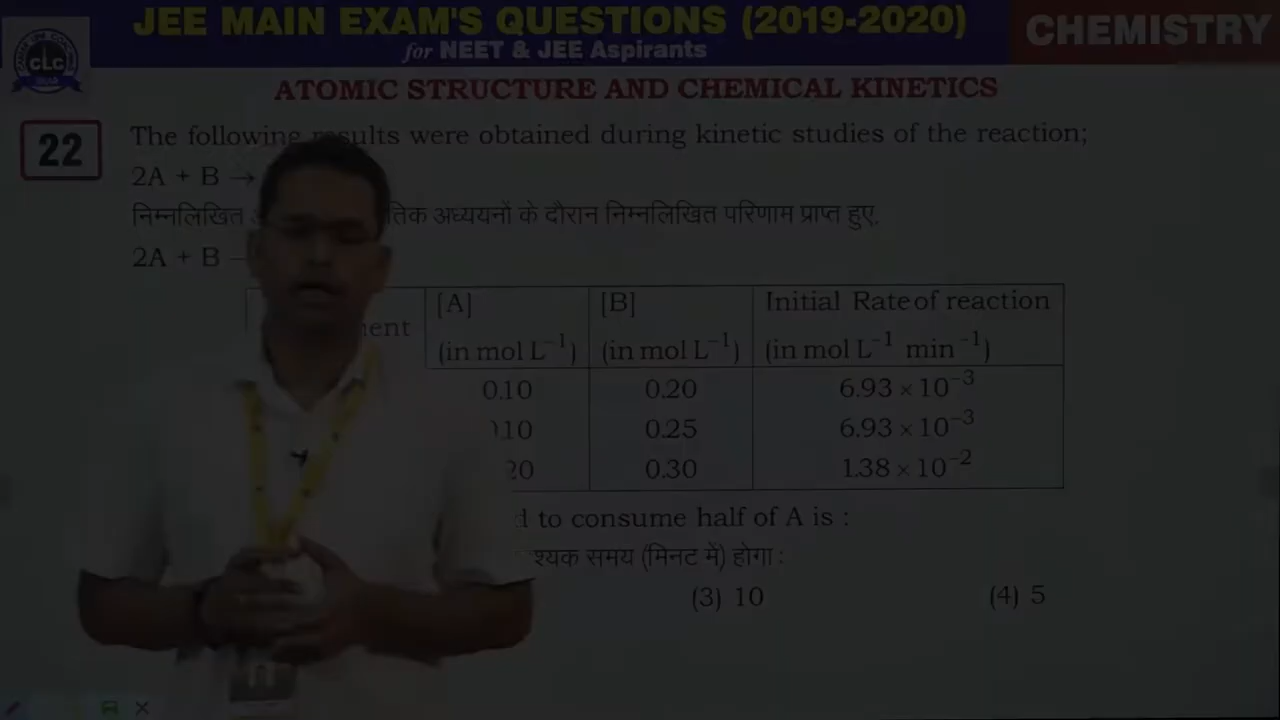 JEE MAIN EXAM'S QUESTIONS (2019-2020)
for NEET & JEE Aspirants
CHEMISTRY
CLC
ATOMIC STRUCTURE AND CHEMICAL KINETICS
22
The following results were obtained during kinetic studies of the reaction;
2A + B →
निम्नलिखित अध्ययनों के दौरान निम्नलिखित परिणाम प्राप्त हुए.
2A + B
[A] [B] Initial Rate of reaction
(in mol L⁻¹) (in mol L⁻¹) (in mol L⁻¹ min⁻¹)
0.10 0.20 6.93 × 10⁻³
10 0.25 6.93 × 10⁻³
20 0.30 1.38 × 10⁻²
to consume half of A is :
समय (मिनट में) होगा :
(3) 10 (4) 5